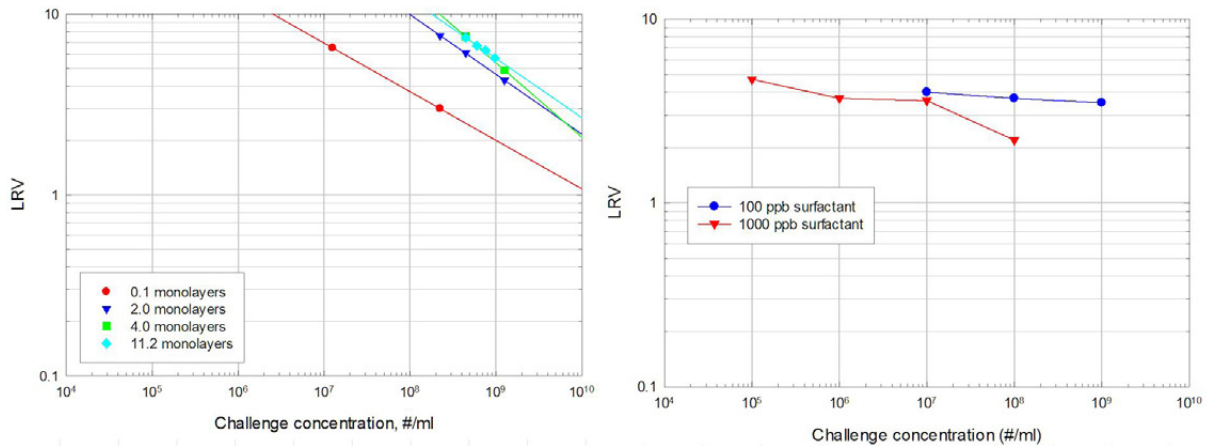 10
1
0.1
LRV
0.1 monolayers
2.0 monolayers
4.0 monolayers
11.2 monolayers
10⁴
10⁵
10⁶
10⁷
10⁸
10⁹
10¹⁰
Challenge concentration, #/ml
10
1
0.1
LRV
100 ppb surfactant
1000 ppb surfactant
10⁴
10⁵
10⁶
10⁷
10⁸
10⁹
10¹⁰
Challenge concentration (#/ml)